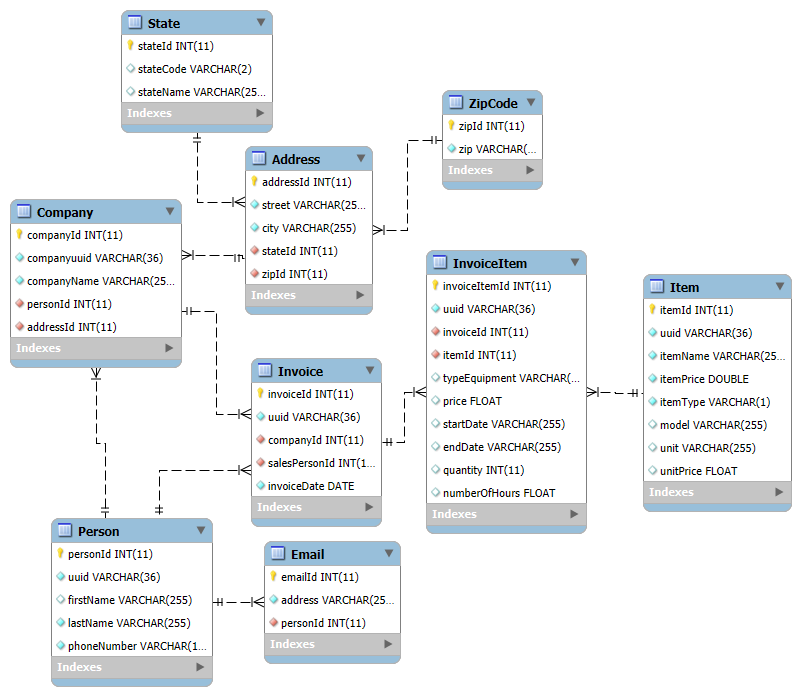 State
stateId INT(11)
stateCode VARCHAR(2)
stateName VARCHAR(25...
Indexes
ZipCode
zipId INT(11)
zip VARCHAR(...
Indexes
Address
addressId INT(11)
street VARCHAR(25...
city VARCHAR(255)
stateId INT(11)
zipId INT(11)
Indexes
Company
companyId INT(11)
companyuuid VARCHAR(36)
companyName VARCHAR(25...
personId INT(11)
addressId INT(11)
Indexes
InvoiceItem
invoiceItemId INT(11)
uuid VARCHAR(36)
invoiceId INT(11)
itemId INT(11)
typeEquipment VARCHAR(...
price FLOAT
startDate VARCHAR(255)
endDate VARCHAR(255)
quantity INT(11)
numberOfHours FLOAT
Indexes
Item
itemId INT(11)
uuid VARCHAR(36)
itemName VARCHAR(25...
itemPrice DOUBLE
itemType VARCHAR(1)
model VARCHAR(255)
unit VARCHAR(255)
unitPrice FLOAT
Indexes
Invoice
invoiceId INT(11)
uuid VARCHAR(36)
companyId INT(11)
salesPersonId INT(1...
invoiceDate DATE
Indexes
Person
personId INT(11)
uuid VARCHAR(36)
firstName VARCHAR(255)
lastName VARCHAR(255)
phoneNumber VARCHAR(1...
Indexes
Email
emailId INT(11)
address VARCHAR(25...
personId INT(11)
Indexes